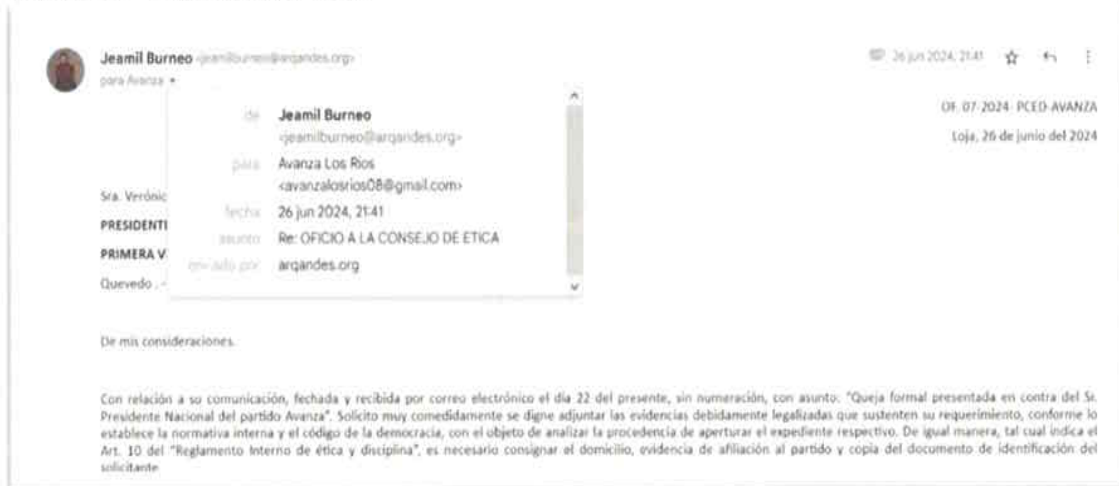 Jeamil Burneo <jeamilburneo@arqandes.org>
para Avanza
26 jun 2024, 21:41
de Jeamil Burneo
<jeamilburneo@arqandes.org>
para Avanza Los Rios
<avanzalosrios08@gmail.com>
fecha 26 jun 2024, 21:41
asunto Re: OFICIO A LA CONSEJO DE ETICA
enviado por arqandes.org
OF. 07-2024- PCED-AVANZA
Loja, 26 de junio del 2024
Sra. Verónic
PRESIDENT
PRIMERA V
Quevedo . -
De mis consideraciones.
Con relación a su comunicación, fechada y recibida por correo electrónico el día 22 del presente, sin numeración, con asunto: "Queja formal presentada en contra del Sr.
Presidente Nacional del partido Avanza". Solicito muy comedidamente se digne adjuntar las evidencias debidamente legalizadas que sustenten su requerimiento, conforme lo
establece la normativa interna y el código de la democracia, con el objeto de analizar la procedencia de aperturar el expediente respectivo. De igual manera, tal cual indica el
Art. 10 del "Reglamento Interno de ética y disciplina", es necesario consignar el domicilio, evidencia de afiliación al partido y copia del documento de identificación del
solicitante